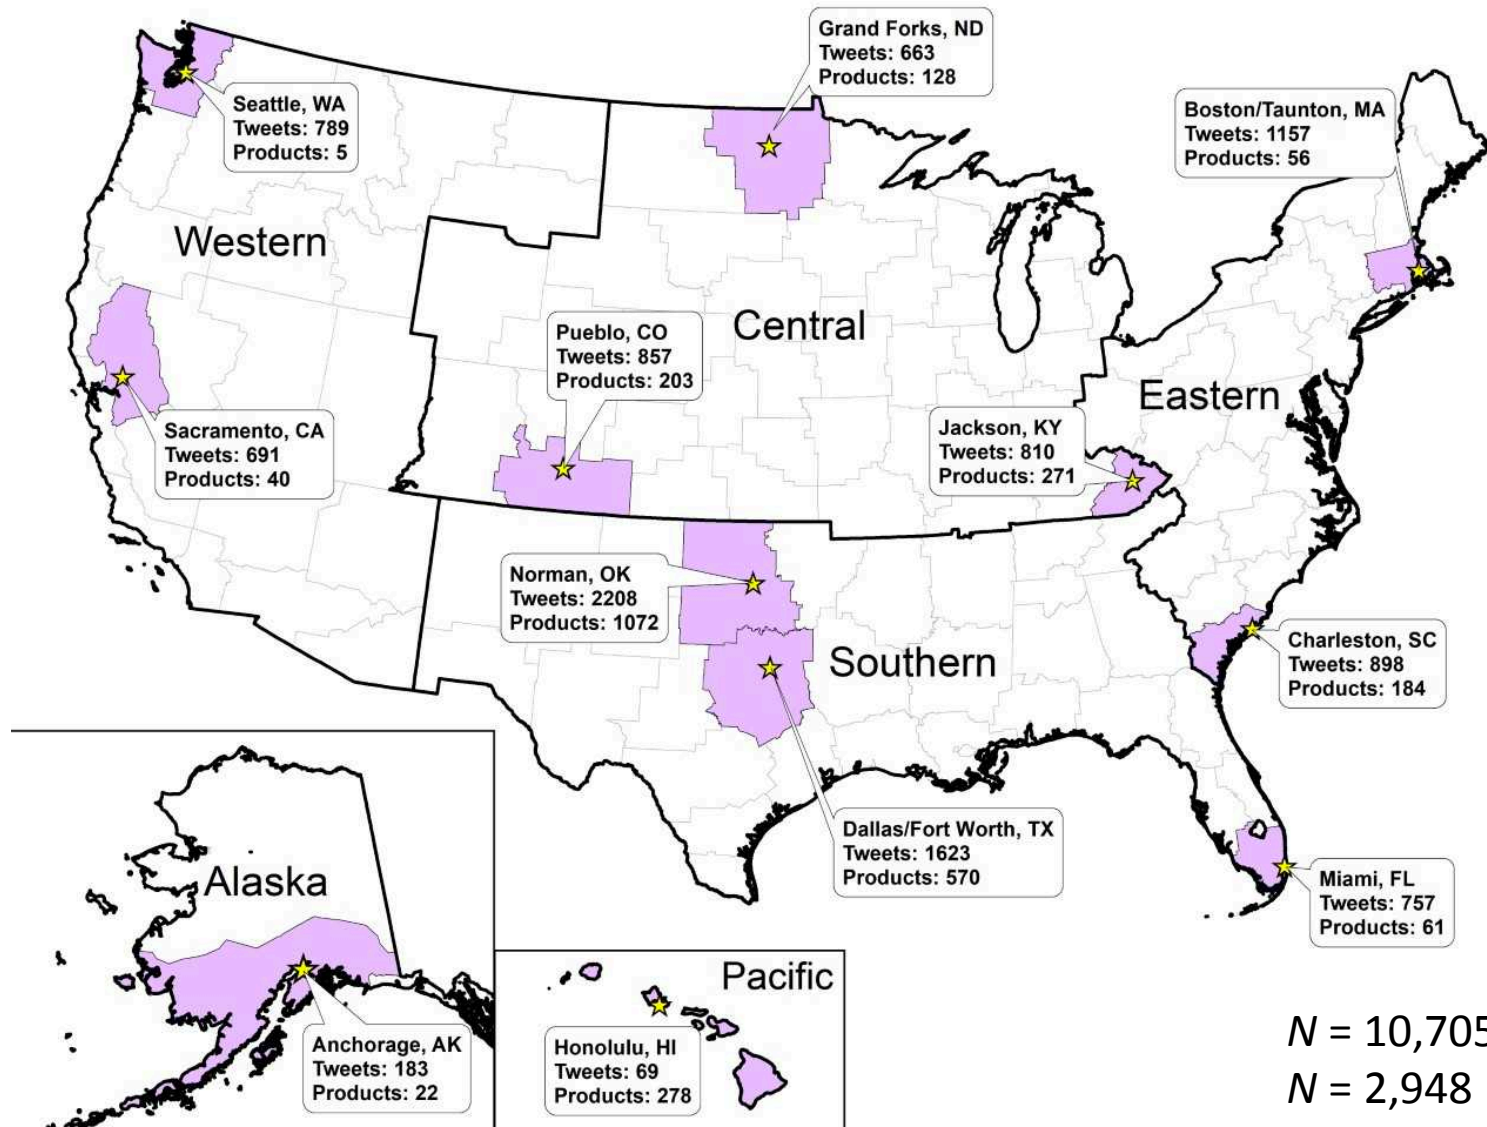 Grand Forks, ND
Tweets: 663
Products: 128
Seattle, WA
Tweets: 789
Products: 5
Boston/Taunton, MA
Tweets: 1157
Products: 56
Western
Central
Pueblo, CO
Tweets: 857
Products: 203
Eastern
Sacramento, CA
Tweets: 691
Products: 40
Jackson, KY
Tweets: 810
Products: 271
Norman, OK
Tweets: 2208
Products: 1072
Southern
Charleston, SC
Tweets: 898
Products: 184
Dallas/Fort Worth, TX
Tweets: 1623
Products: 570
Miami, FL
Tweets: 757
Products: 61
Alaska
Anchorage, AK
Tweets: 183
Products: 22
Pacific
Honolulu, HI
Tweets: 69
Products: 278
N = 10,705
N = 2,948